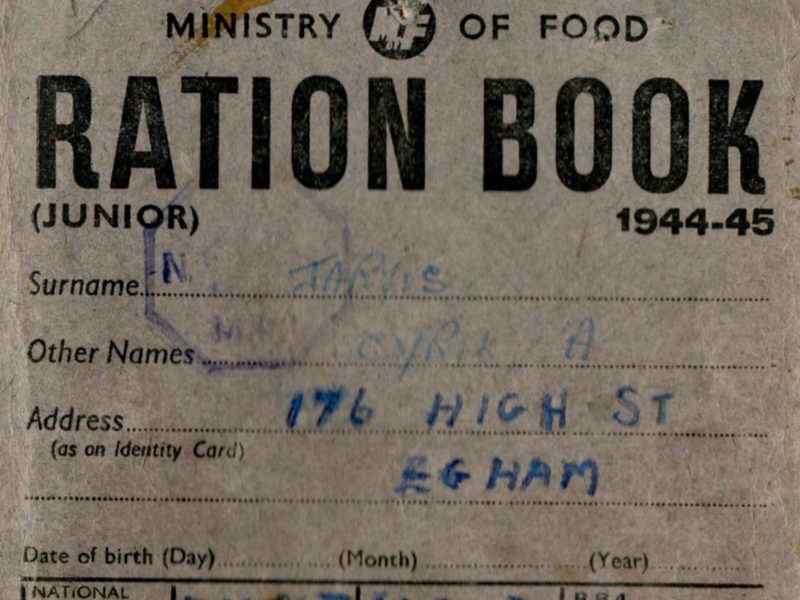 MINISTRY MF OF FOOD
RATION BOOK
(JUNIOR) 1944-45
Surname JARVIS
Other Names CYRIL A
Address 176 HIGH ST
(as on Identity Card)
EGHAM
Date of birth (Day) (Month) (Year)
NATIONAL